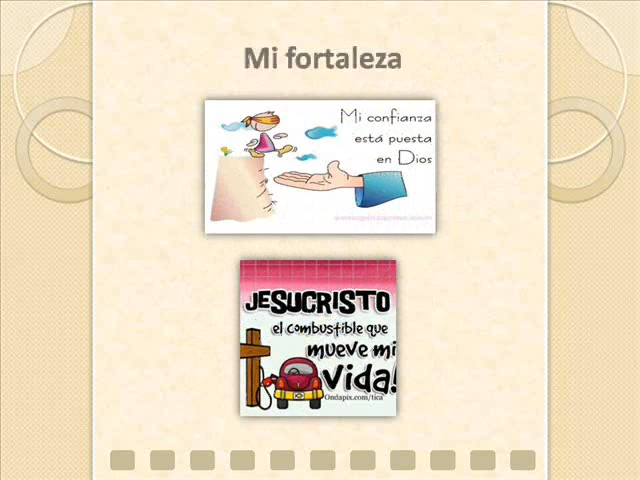 Mi fortaleza
Mi confianza
está puesta
en Dios
JESUCRISTO
el combustible que
mueve mi
vida!
Ondapix.com/tica